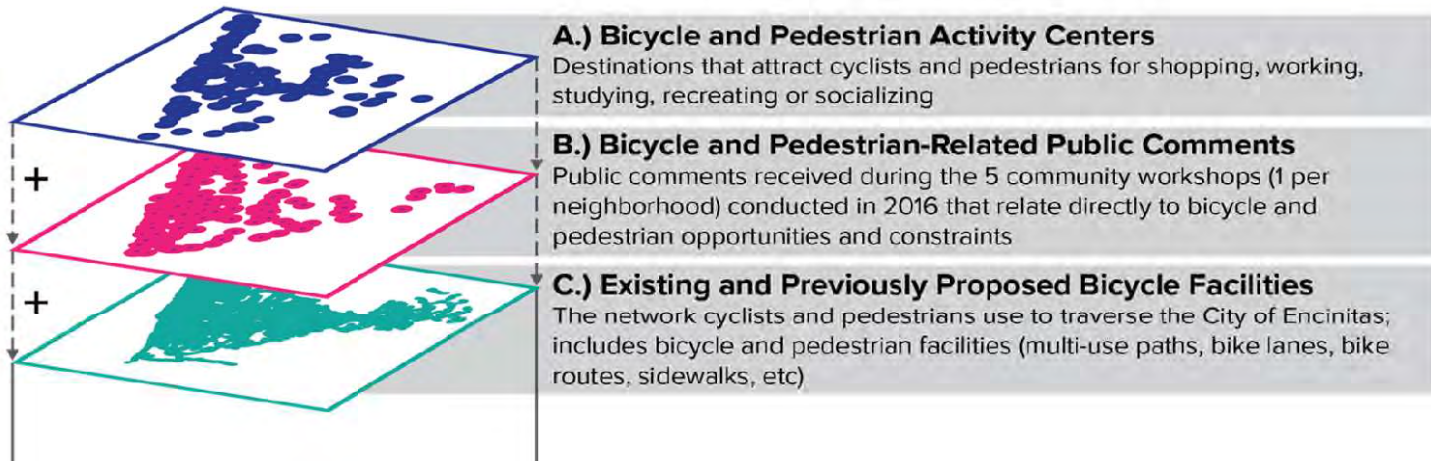 A.) Bicycle and Pedestrian Activity Centers
Destinations that attract cyclists and pedestrians for shopping, working,
studying, recreating or socializing
+
B.) Bicycle and Pedestrian-Related Public Comments
Public comments received during the 5 community workshops (1 per
neighborhood) conducted in 2016 that relate directly to bicycle and
pedestrian opportunities and constraints
+
C.) Existing and Previously Proposed Bicycle Facilities
The network cyclists and pedestrians use to traverse the City of Encinitas;
includes bicycle and pedestrian facilities (multi-use paths, bike lanes, bike
routes, sidewalks, etc)